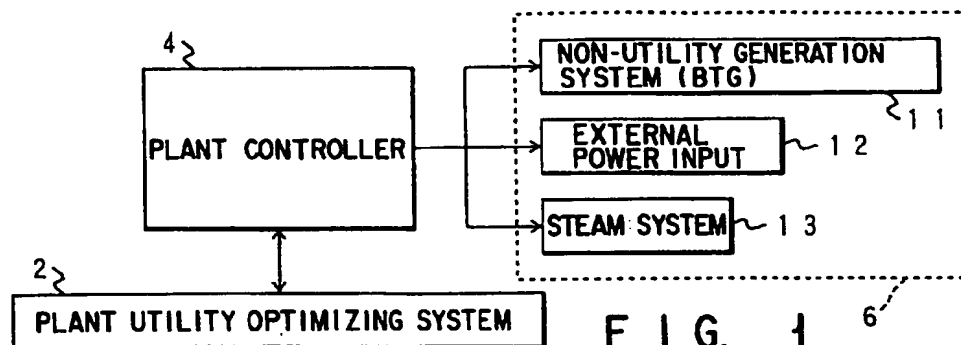 4
PLANT CONTROLLER
NON-UTILITY GENERATION
SYSTEM (BTG)
11
EXTERNAL
POWER INPUT
12
STEAM SYSTEM
13
2
PLANT UTILITY OPTIMIZING SYSTEM
FIG. 1
6